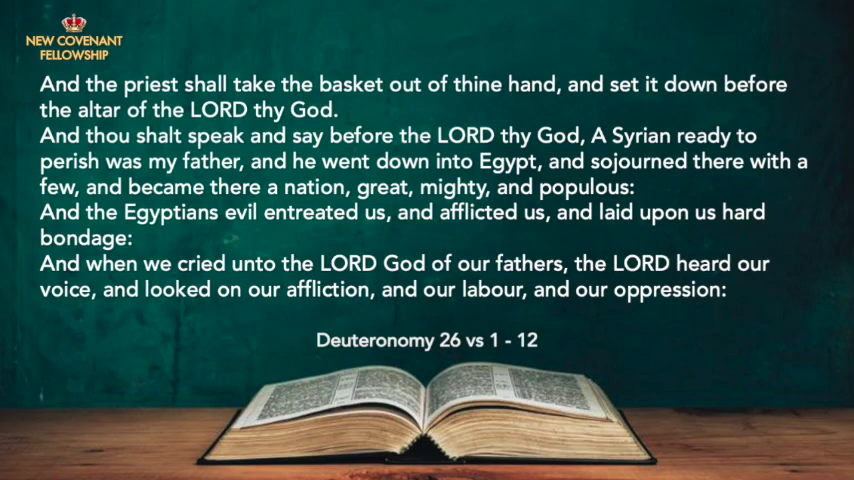 NEW COVENANT
FELLOWSHIP
And the priest shall take the basket out of thine hand, and set it down before
the altar of the LORD thy God.
And thou shalt speak and say before the LORD thy God, A Syrian ready to
perish was my father, and he went down into Egypt, and sojourned there with a
few, and became there a nation, great, mighty, and populous:
And the Egyptians evil entreated us, and afflicted us, and laid upon us hard
bondage:
And when we cried unto the LORD God of our fathers, the LORD heard our
voice, and looked on our affliction, and our labour, and our oppression:
Deuteronomy 26 vs 1 - 12